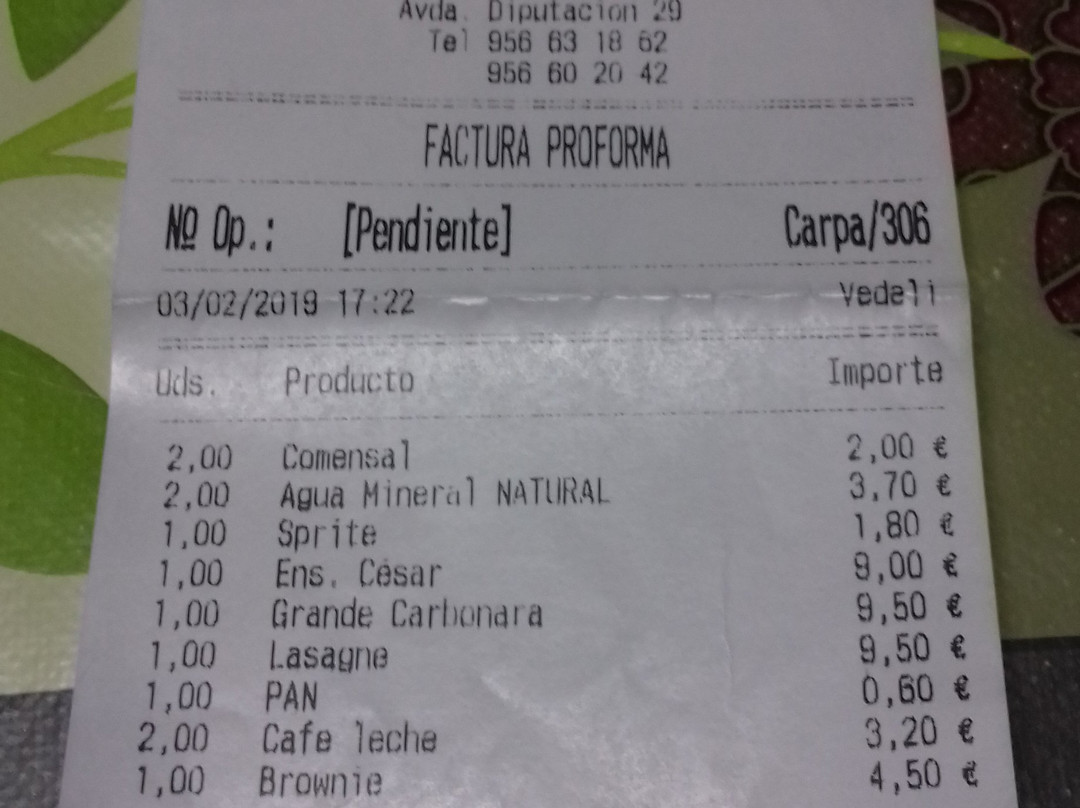 Avda. Diputacion 29
Tel 956 63 18 62
956 60 20 42
FACTURA PROFORMA
Nº Op.: [Pendiente] Carpa/306
03/02/2019 17:22 Vedeli
Uds. Producto Importe
2,00 Comensal 2,00 €
2,00 Agua Mineral NATURAL 3,70 €
1,00 Sprite 1,80 €
1,00 Ens. César 9,00 €
1,00 Grande Carbonara 9,50 €
1,00 Lasagne 9,50 €
1,00 PAN 0,60 €
2,00 Cafe leche 3,20 €
1,00 Brownie 4,50 €